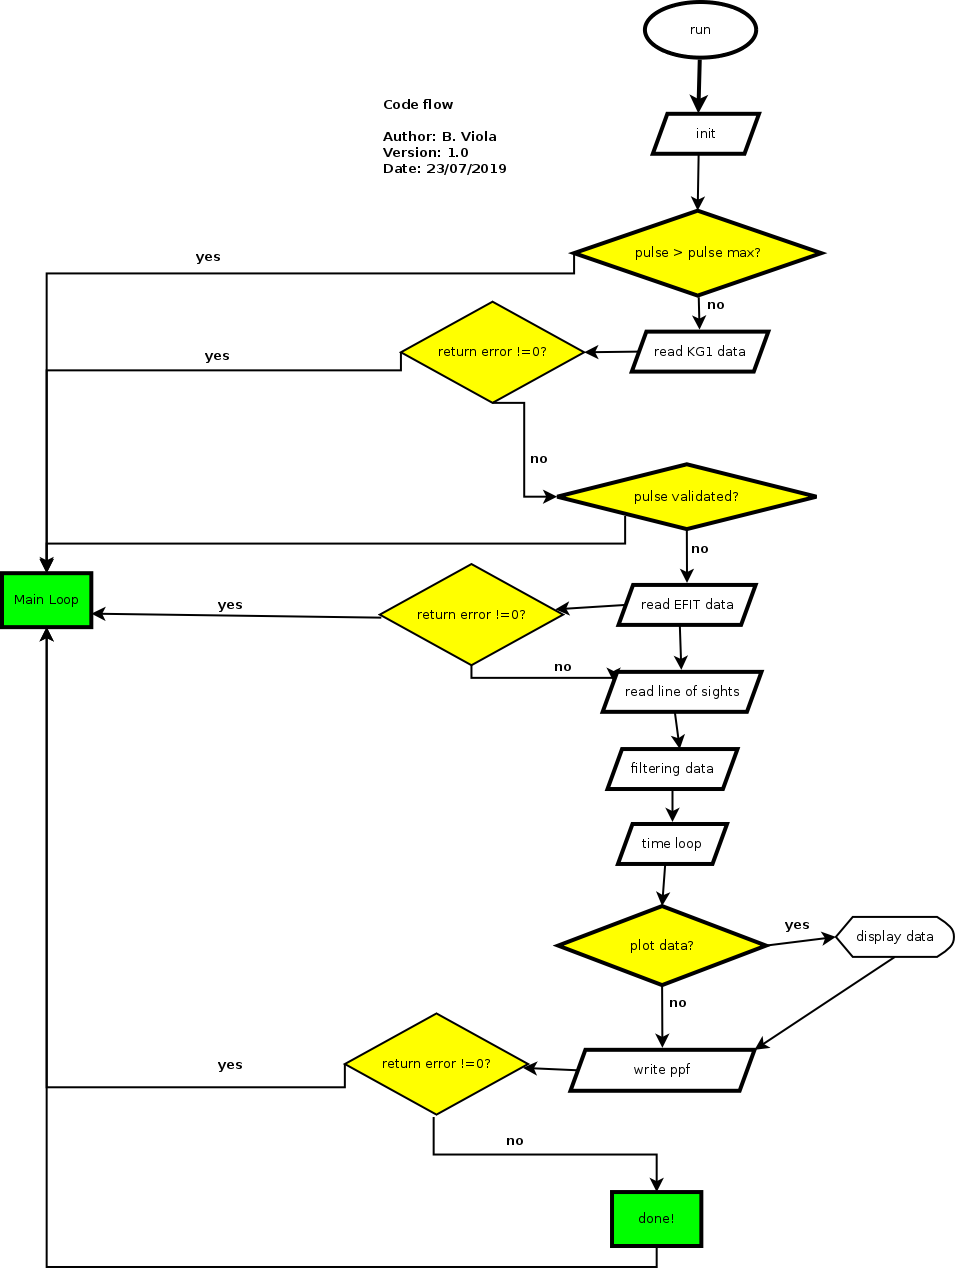 run
Code flow
Author: B. Viola
Version: 1.0
Date: 23/07/2019
init
pulse > pulse max?
yes
no
read KG1 data
return error !=0?
yes
no
pulse validated?
no
Main Loop
read EFIT data
return error !=0?
yes
no
read line of sights
filtering data
time loop
plot data?
yes
display data
no
write ppf
return error !=0?
yes
no
done!